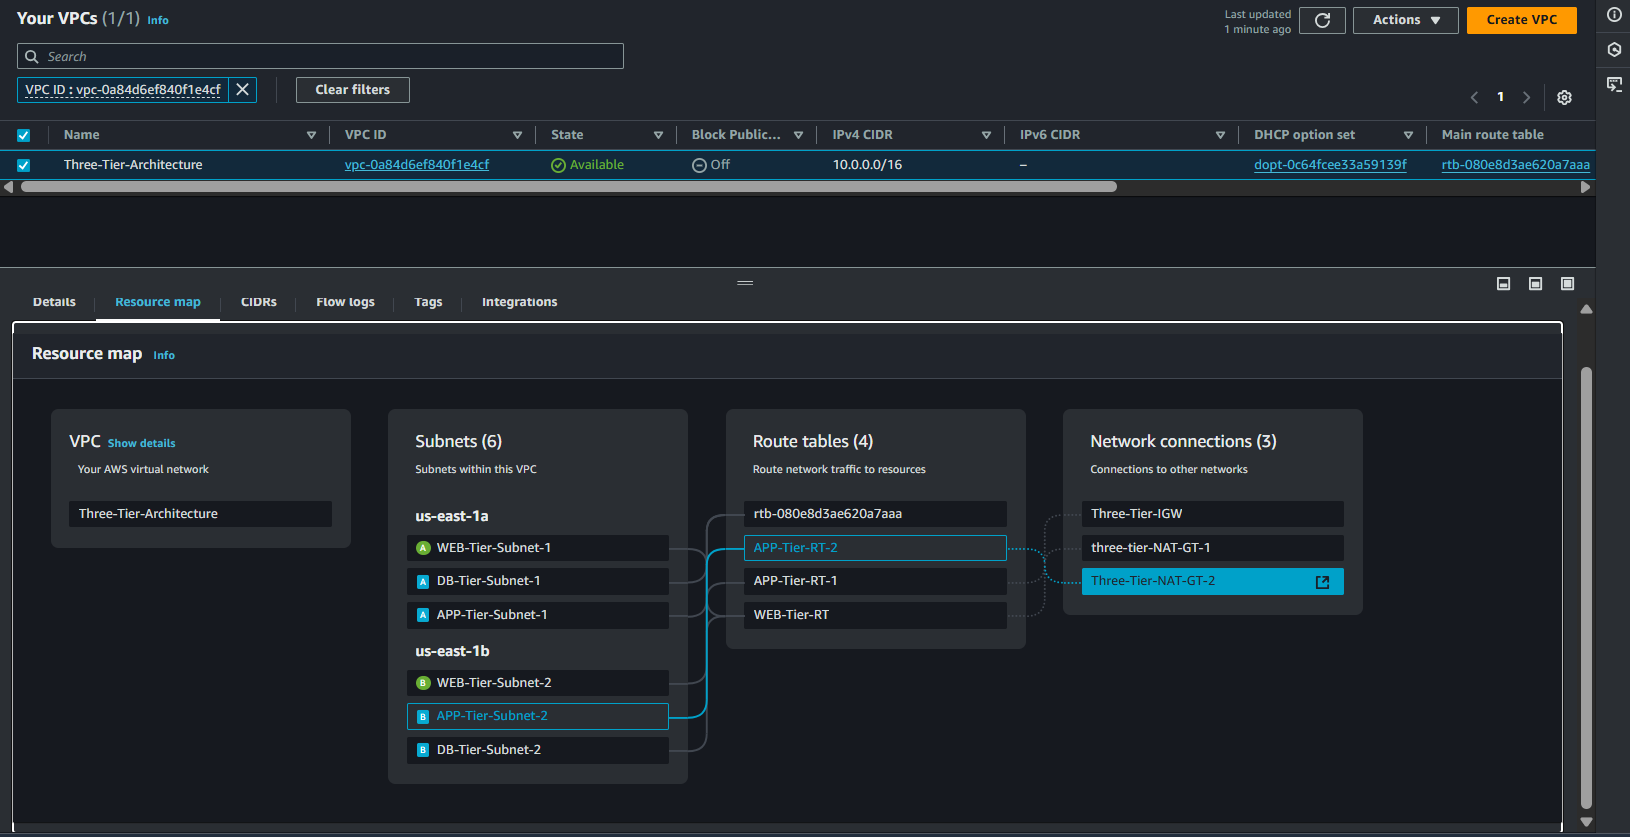 Your VPCs (1/1) Info
Last updated
1 minute ago
Actions
Create VPC
Search
VPC ID : vpc-0a84d6ef840f1e4cf
Clear filters
1
Name VPC ID State Block Public... IPv4 CIDR IPv6 CIDR DHCP option set Main route table
Three-Tier-Architecture vpc-0a84d6ef840f1e4cf Available Off 10.0.0.0/16 – dopt-0c64fcee33a59139f rtb-080e8d3ae620a7aaa
Details Resource map CIDRs Flow logs Tags Integrations
Resource map Info
VPC Show details
Your AWS virtual network
Three-Tier-Architecture
Subnets (6)
Subnets within this VPC
us-east-1a
A WEB-Tier-Subnet-1
A DB-Tier-Subnet-1
A APP-Tier-Subnet-1
us-east-1b
B WEB-Tier-Subnet-2
B APP-Tier-Subnet-2
B DB-Tier-Subnet-2
Route tables (4)
Route network traffic to resources
rtb-080e8d3ae620a7aaa
APP-Tier-RT-2
APP-Tier-RT-1
WEB-Tier-RT
Network connections (3)
Connections to other networks
Three-Tier-IGW
three-tier-NAT-GT-1
Three-Tier-NAT-GT-2